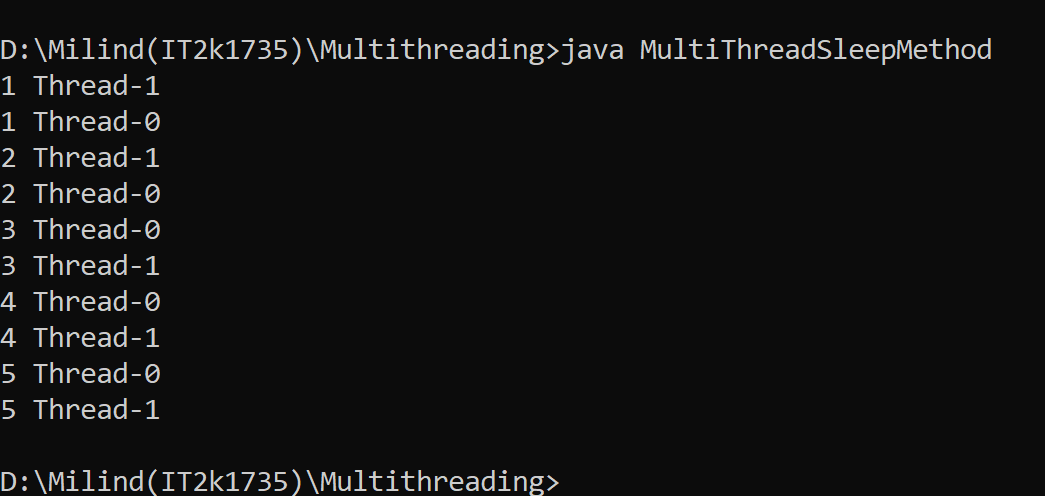 D:\Milind(IT2k1735)\Multithreading>java MultiThreadSleepMethod
1 Thread-1
1 Thread-0
2 Thread-1
2 Thread-0
3 Thread-0
3 Thread-1
4 Thread-0
4 Thread-1
5 Thread-0
5 Thread-1
D:\Milind(IT2k1735)\Multithreading>